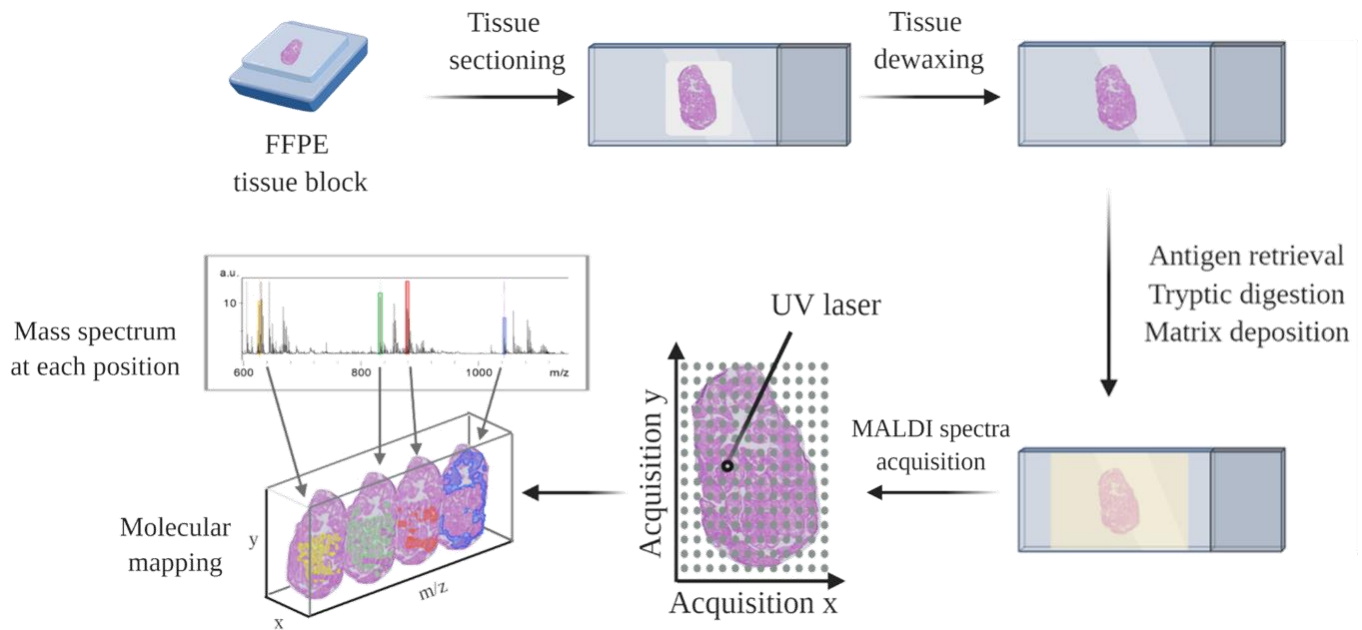 Tissue
sectioning
Tissue
dewaxing
FFPE
tissue block
Antigen retrieval
Tryptic digestion
Matrix deposition
MALDI spectra
acquisition
UV laser
Acquisition y
Acquisition x
Mass spectrum
at each position
a.u.
10
600
800
1000
m/z
Molecular
mapping
y
x
m/z